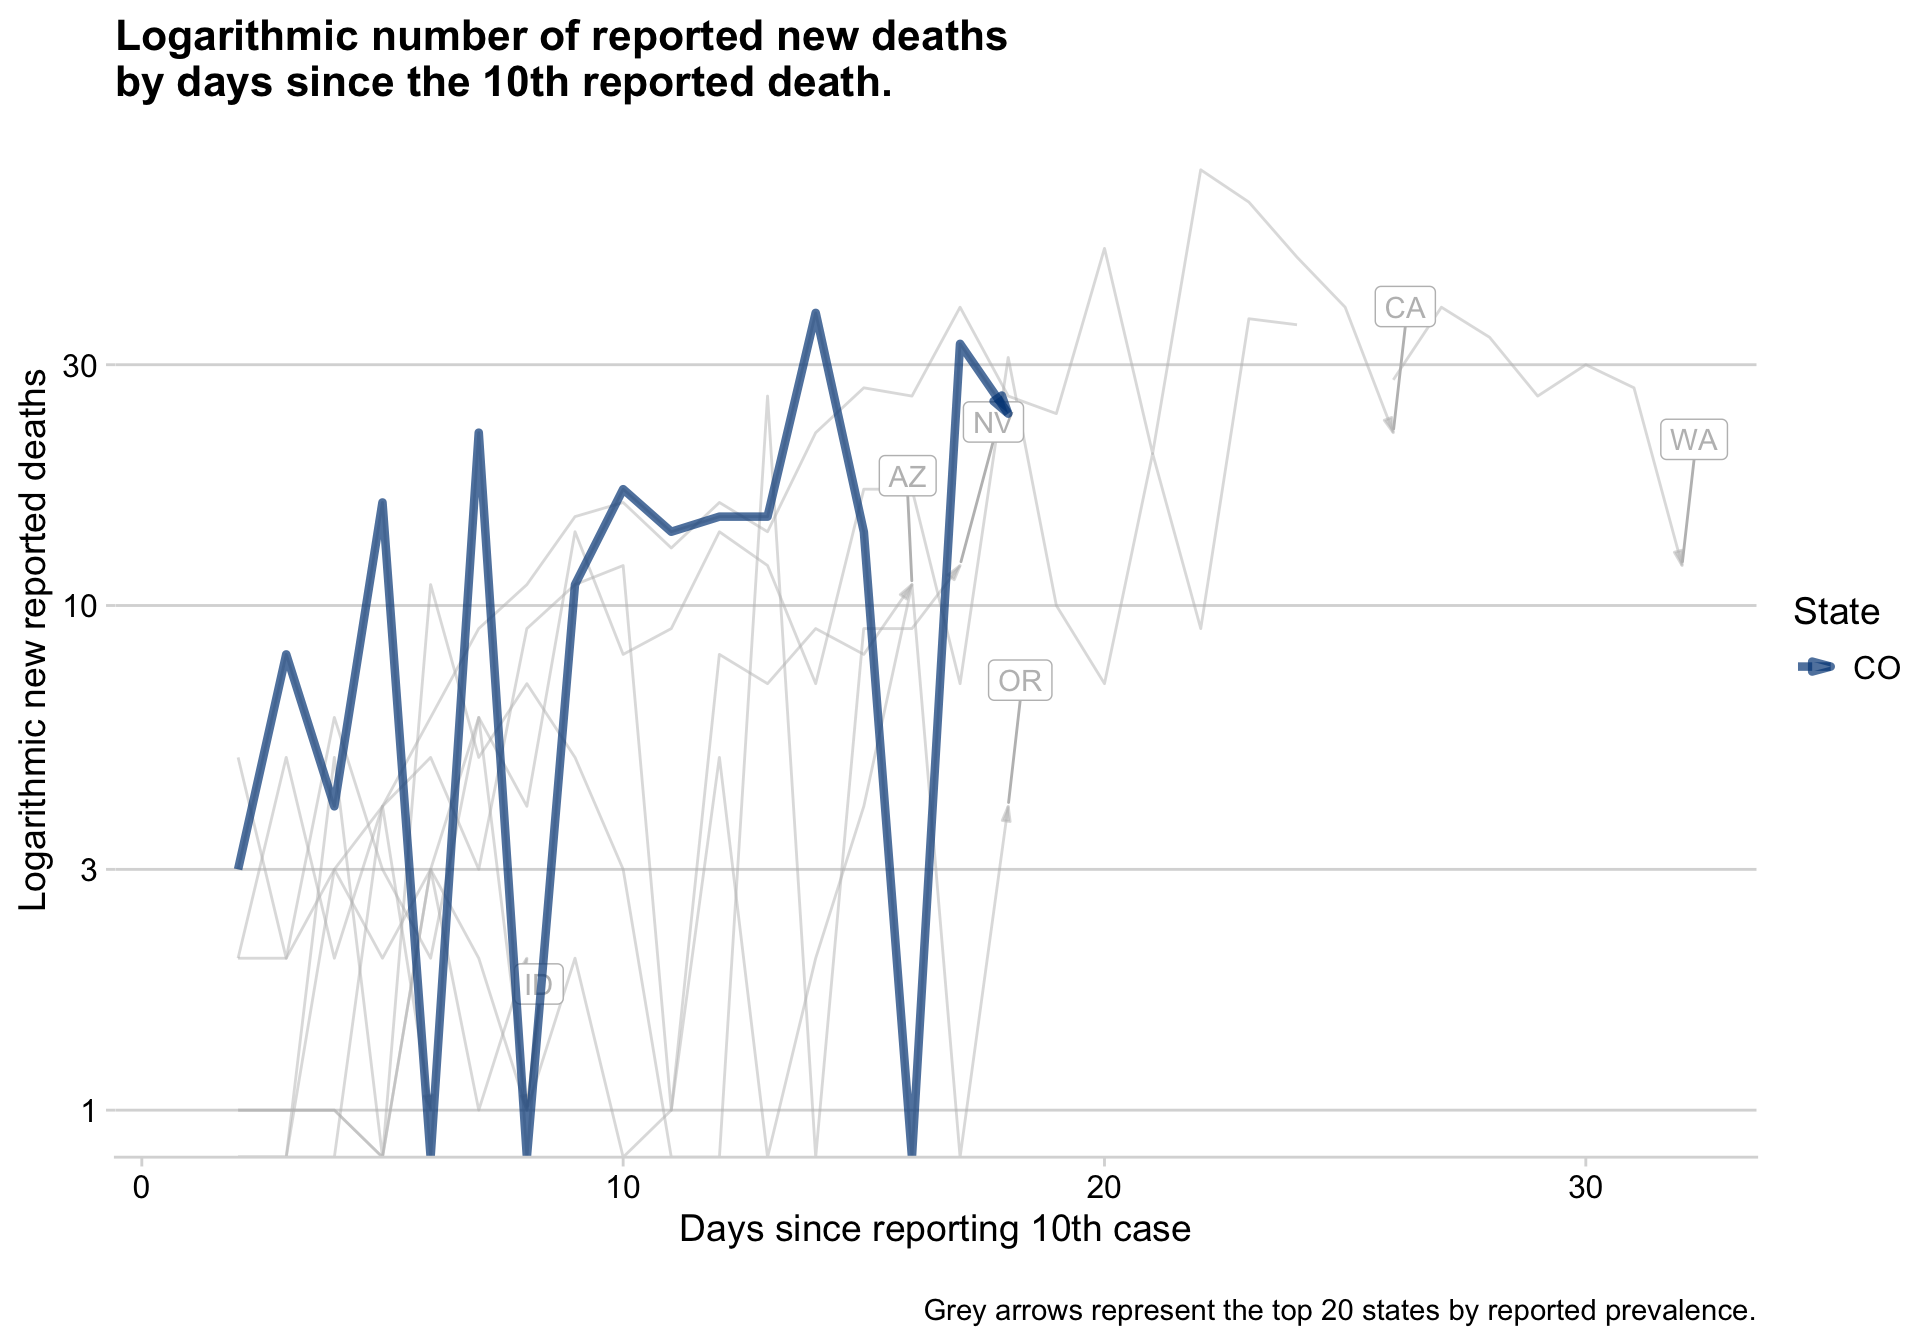 Logarithmic number of reported new deaths
by days since the 10th reported death.
Logarithmic new reported deaths
30
10
3
1
CA
NV
WA
AZ
OR
ID
State
CO
0
10
20
30
Days since reporting 10th case
Grey arrows represent the top 20 states by reported prevalence.